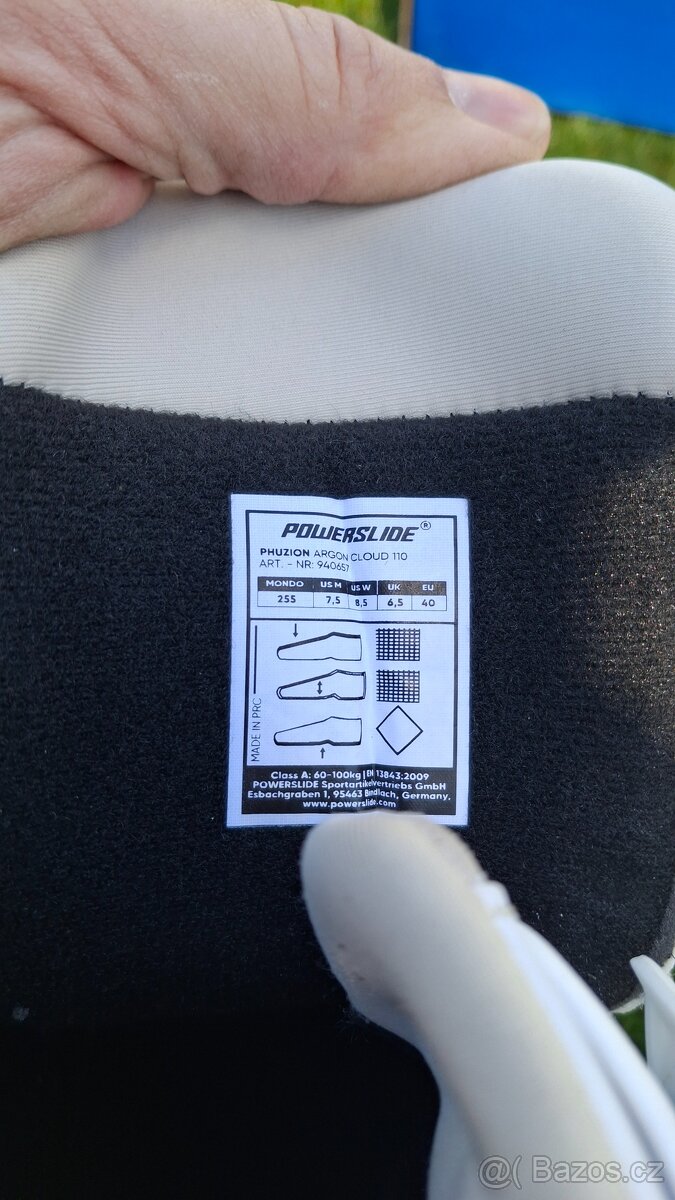 POWERSLIDE®
PHUZION ARGON CLOUD 110
ART. - NR: 940657
MONDO US M US W UK EU
255 7,5 8,5 6,5 40
MADE IN PRC
Class A: 60-100kg | EN 13843:2009
POWERSLIDE Sportartikelvertriebs GmbH
Esbachgraben 1, 95463 Bindlach, Germany.
www.powerslide.com
@( Bazos.cz